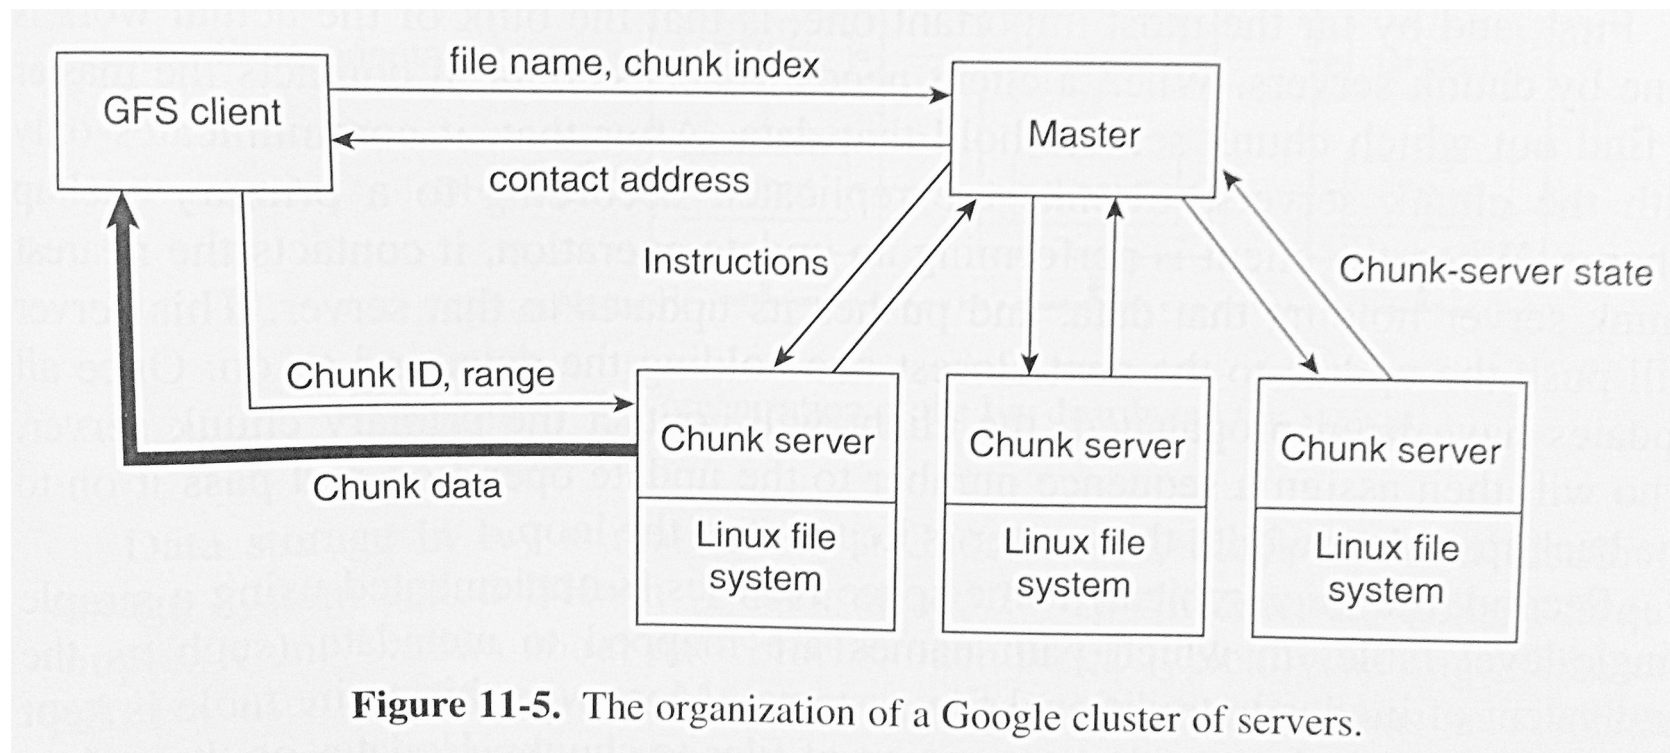 file name, chunk index
GFS client
Master
contact address
Instructions
Chunk-server state
Chunk ID, range
Chunk server
Chunk server
Chunk server
Chunk data
Linux file
system
Linux file
system
Linux file
system
Figure 11-5. The organization of a Google cluster of servers.